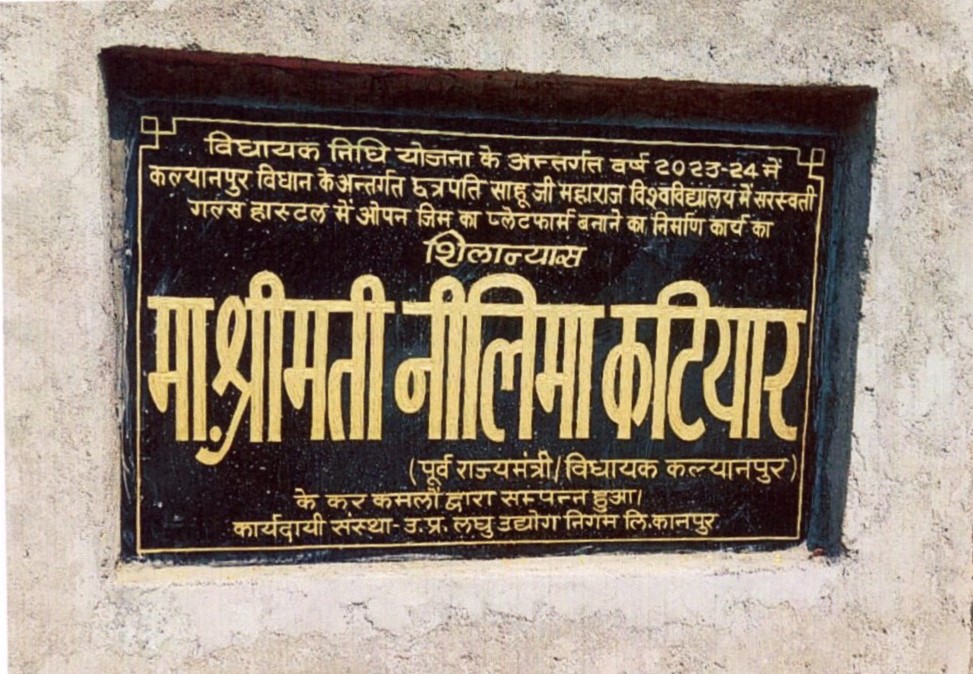 विधायक निधि योजना के अन्तर्गत वर्ष 2023-24 में
कल्यानपुर विधान के अन्तर्गत छत्रपति साहू जी महाराज विश्वविद्यालय में सरस्वती
गर्ल्स हास्टल में ओपन जिम का प्लेटफार्म बनाने का निर्माण कार्य का
शिलान्यास
मा. श्रीमती नीलिमा कटियार
(पूर्व राज्यमंत्री/विधायक कल्यानपुर)
के कर कमलों द्वारा सम्पन्न हुआ।
कार्यदायी संस्था- उ.प्र. लघु उद्योग निगम लि. कानपुर